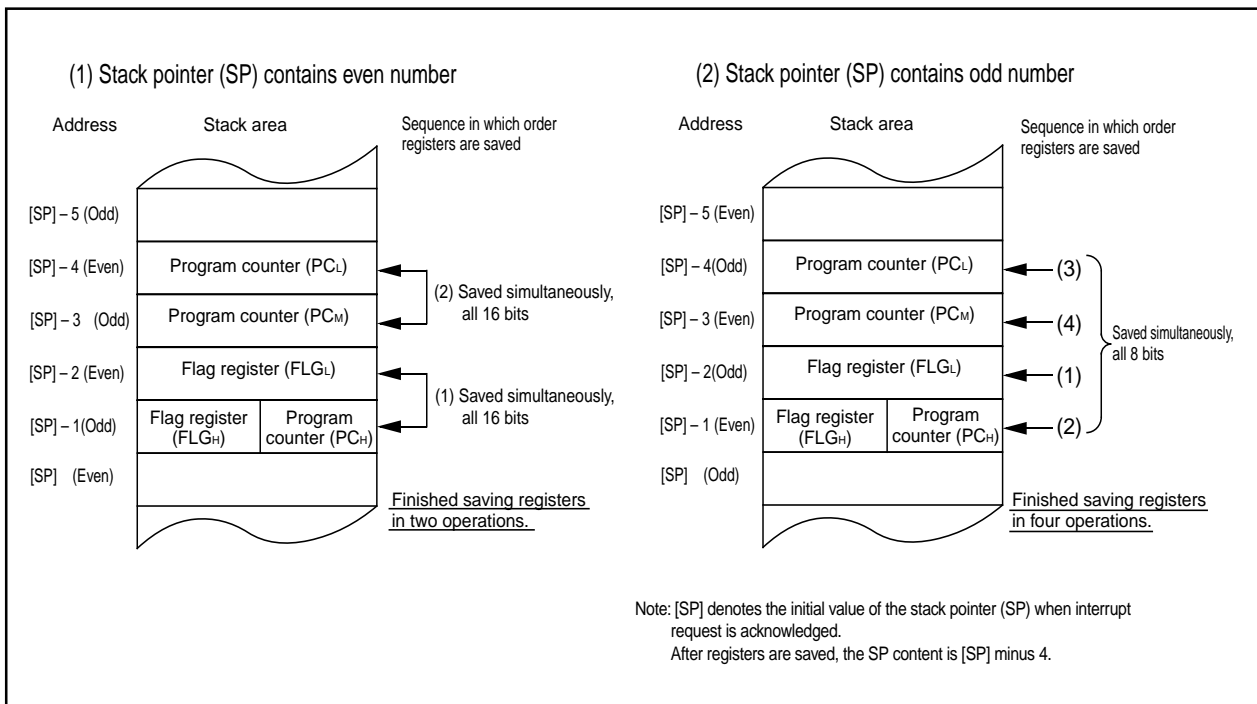 (1) Stack pointer (SP) contains even number
Address
Stack area
Sequence in which order
registers are saved
[SP] – 5 (Odd)
[SP] – 4 (Even)
Program counter (PCL)
[SP] – 3 (Odd)
Program counter (PCM)
(2) Saved simultaneously,
all 16 bits
[SP] – 2 (Even)
Flag register (FLGL)
[SP] – 1(Odd)
Flag register
(FLGH)
Program
counter (PCH)
(1) Saved simultaneously,
all 16 bits
[SP] (Even)
Finished saving registers
in two operations.
(2) Stack pointer (SP) contains odd number
Address
Stack area
Sequence in which order
registers are saved
[SP] – 5 (Even)
[SP] – 4(Odd)
Program counter (PCL)
(3)
[SP] – 3 (Even)
Program counter (PCM)
(4)
Saved simultaneously,
all 8 bits
[SP] – 2(Odd)
Flag register (FLGL)
(1)
[SP] – 1 (Even)
Flag register
(FLGH)
Program
counter (PCH)
(2)
[SP] (Odd)
Finished saving registers
in four operations.
Note: [SP] denotes the initial value of the stack pointer (SP) when interrupt
request is acknowledged.
After registers are saved, the SP content is [SP] minus 4.